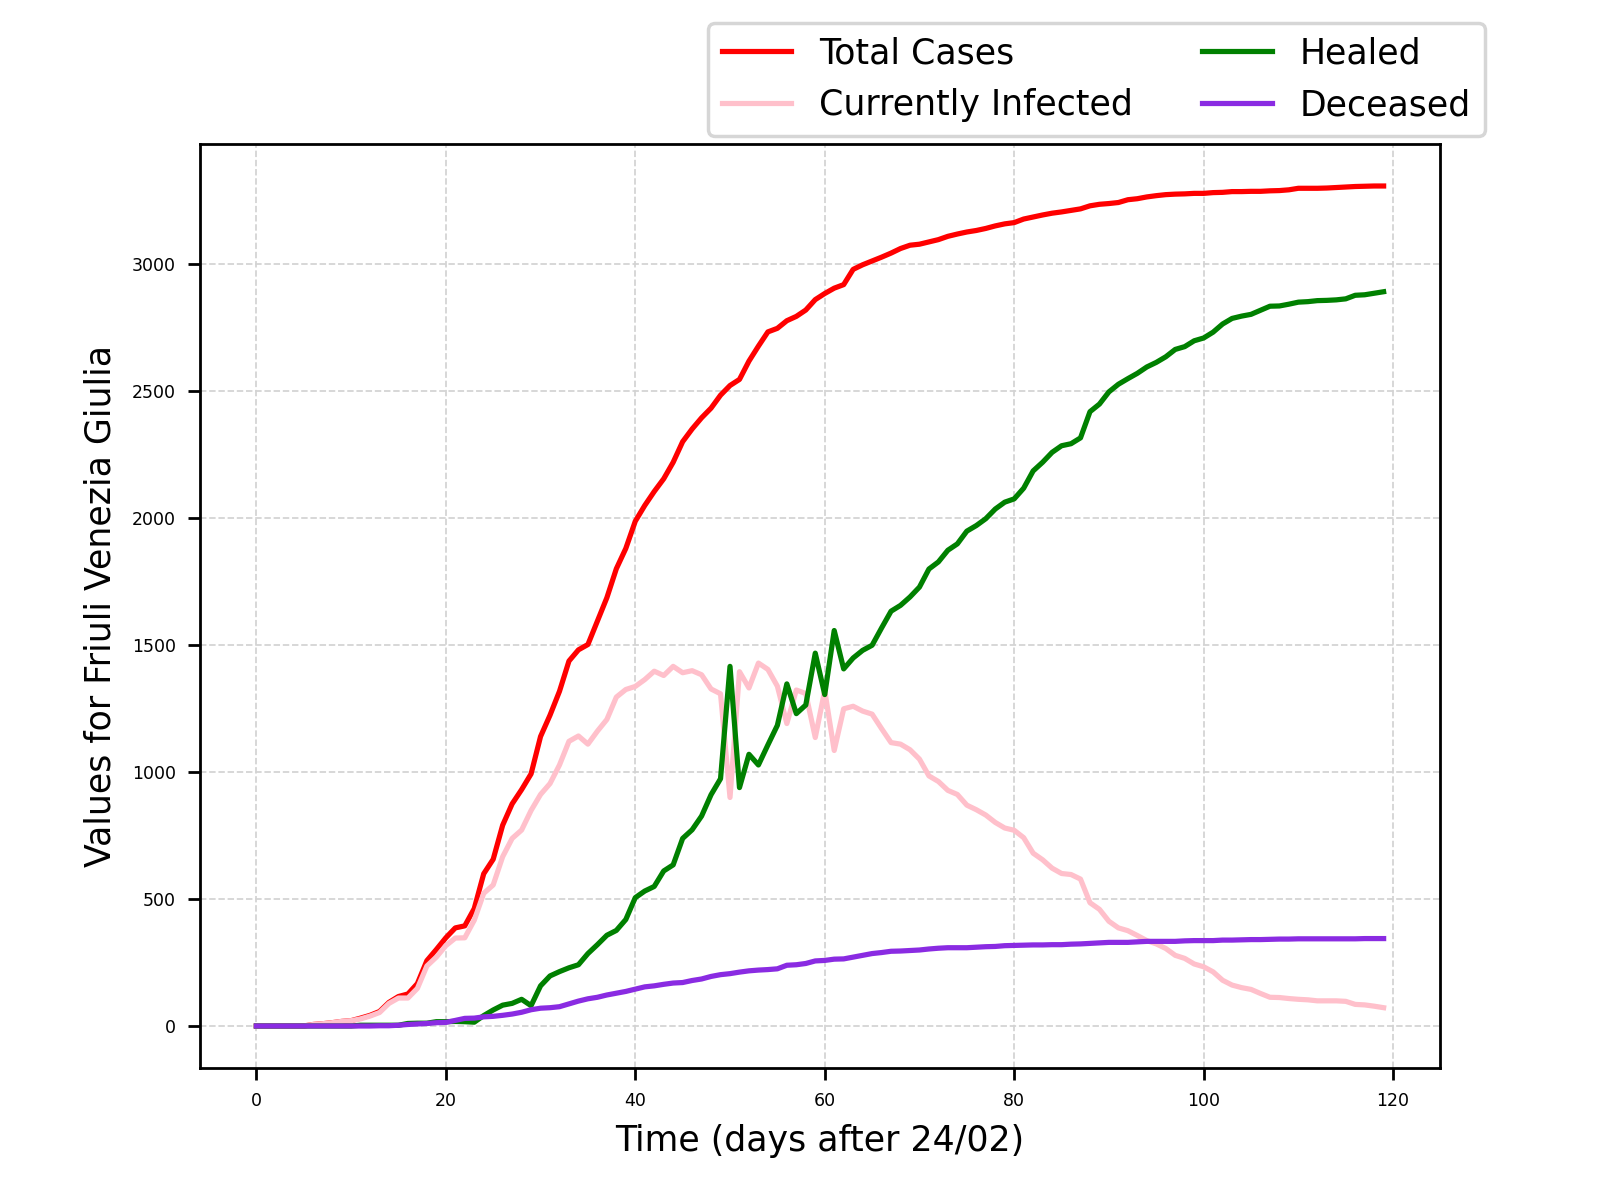 Total Cases
Currently Infected
Healed
Deceased
Values for Friuli Venezia Giulia
3000
2500
2000
1500
1000
500
0
0 20 40 60 80 100 120
Time (days after 24/02)